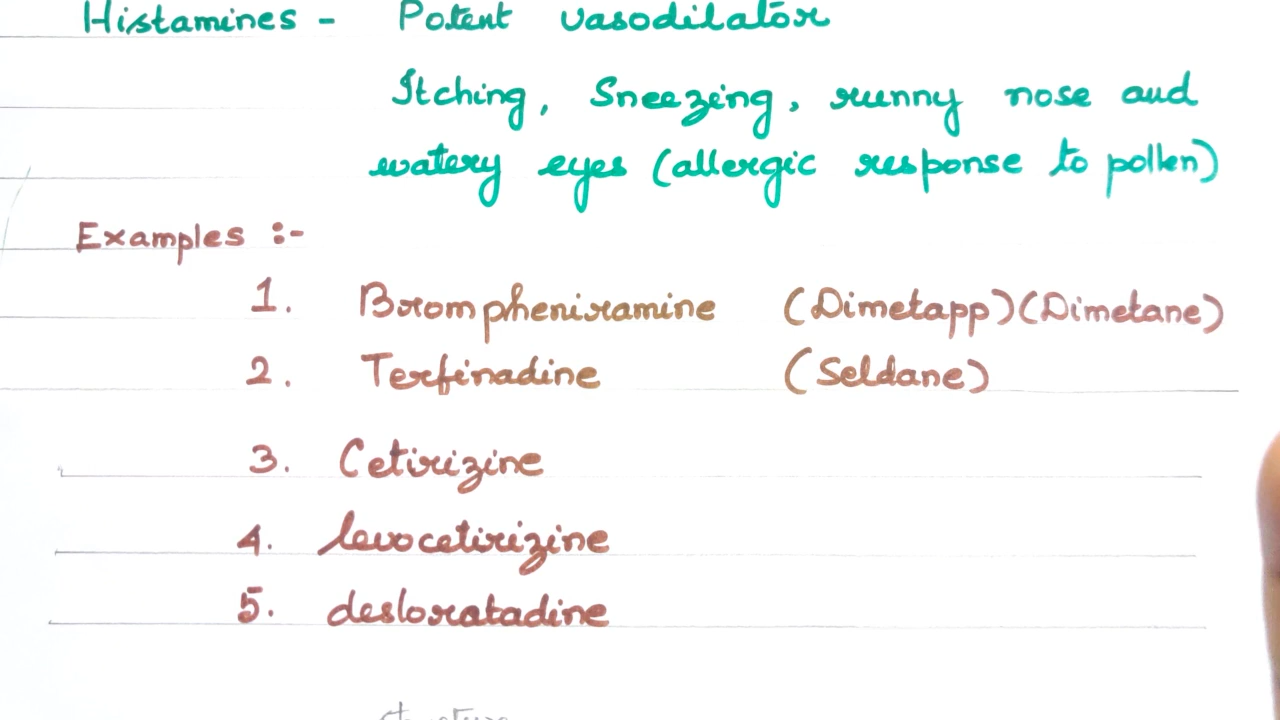 Histamines - Potent vasodilator
Itching, Sneezing, runny nose and
watery eyes (allergic response to pollen)
Examples :-
1. Brompheniramine (Dimetapp)(Dimetane)
2. Terfinadine (Seldane)
3. Cetirizine
4. levocetirizine
5. desloratadine